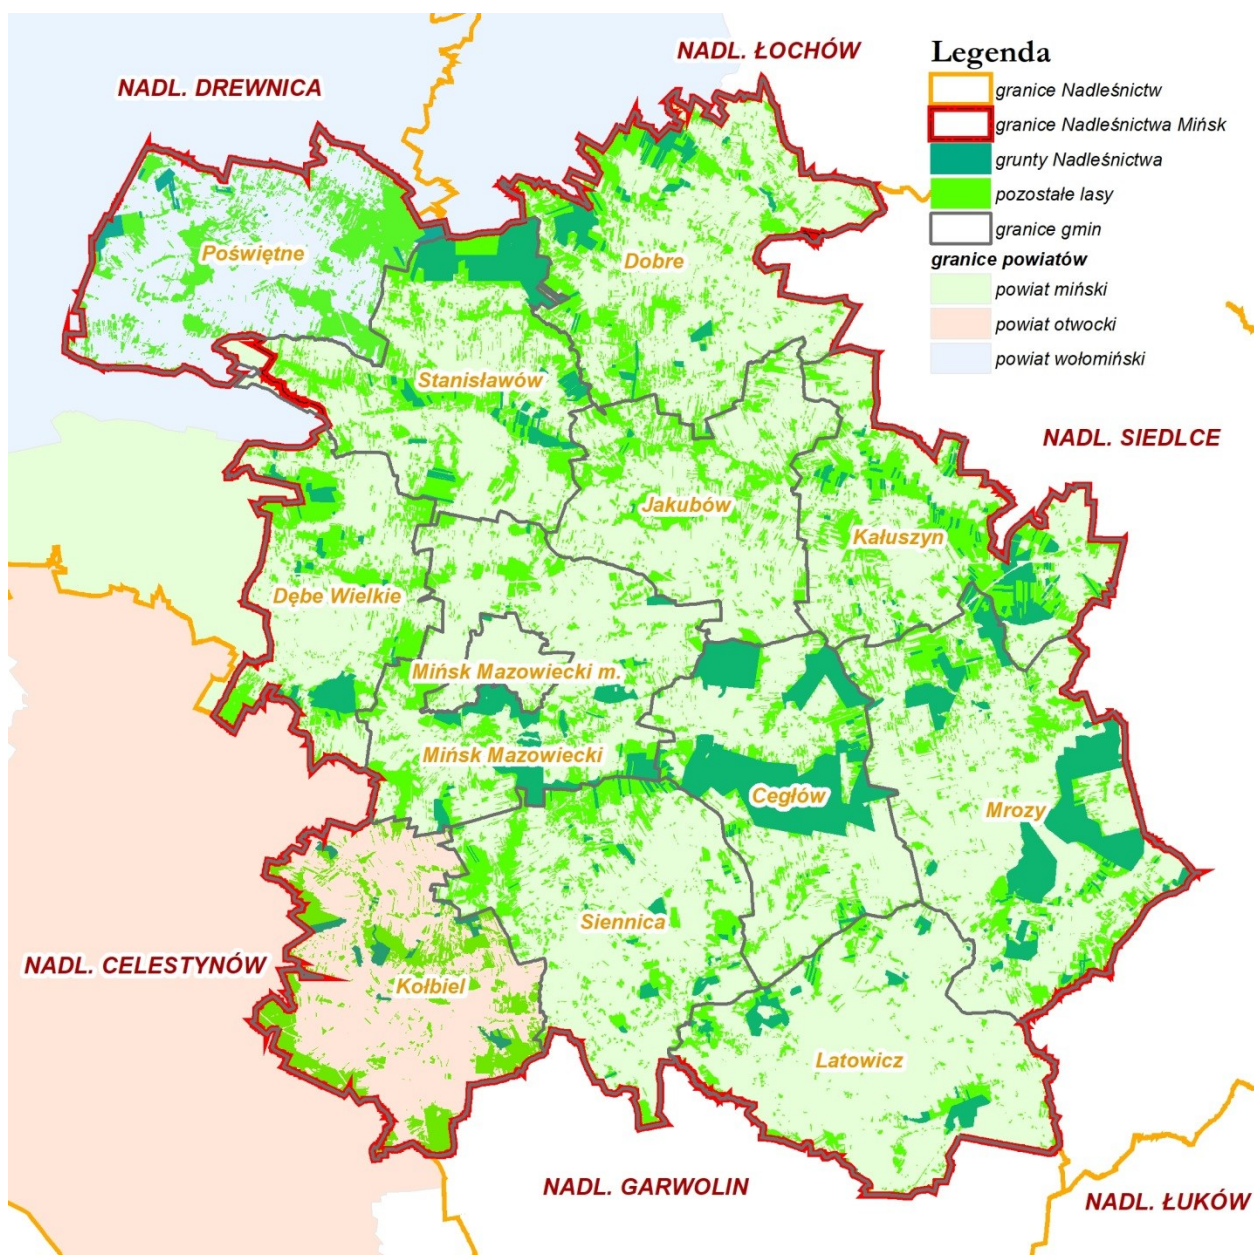 NADL. ŁOCHÓW
NADL. DREWNICA
Legenda
granice Nadleśnictw
granice Nadleśnictwa Mińsk
grunty Nadleśnictwa
pozostałe lasy
granice gmin
granice powiatów
powiat miński
powiat otwocki
powiat wołomiński
Poświętne
Dobre
Stanisławów
NADL. SIEDLCE
Jakubów
Kałuszyn
Dębe Wielkie
Mińsk Mazowiecki m.
Mińsk Mazowiecki
Cegłów
Mrozy
Siennica
NADL. CELESTYNÓW
Kołbiel
Latowicz
NADL. GARWOLIN
NADL. ŁUKÓW